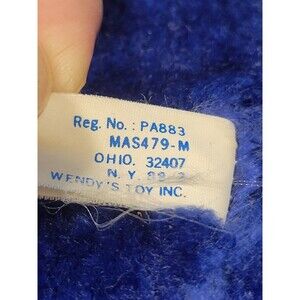 Reg. No.: PA883
MAS479-M
OHIO. 32407
N. Y.
WENDY'S TOY INC.